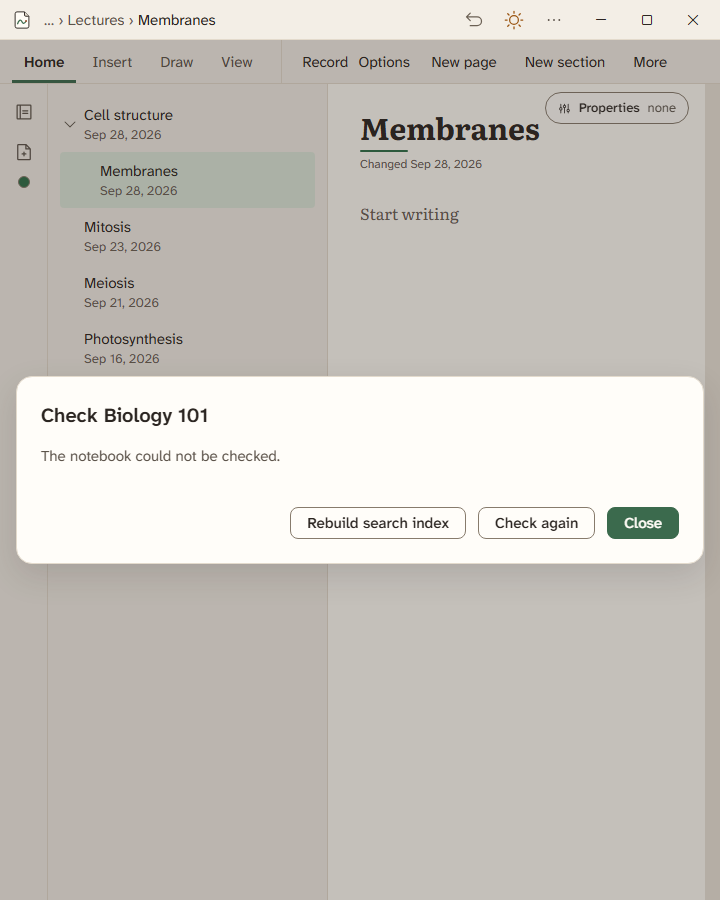 ... › Lectures › Membranes
Home Insert Draw View Record Options New page New section More
Cell structure
Sep 28, 2026
Membranes
Sep 28, 2026
Mitosis
Sep 23, 2026
Meiosis
Sep 21, 2026
Photosynthesis
Sep 16, 2026
Properties none
Membranes
Changed Sep 28, 2026
Start writing
Check Biology 101
The notebook could not be checked.
Rebuild search index Check again Close